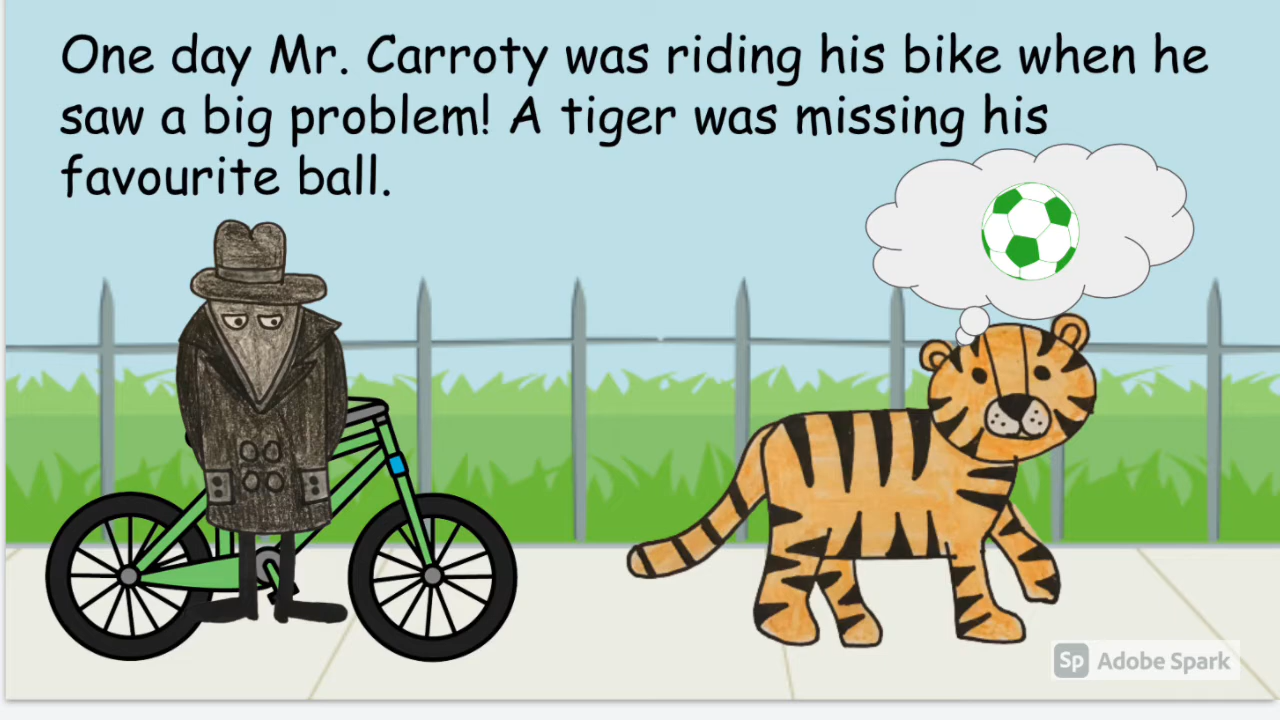 One day Mr. Carroty was riding his bike when he
saw a big problem! A tiger was missing his
favourite ball.
Sp Adobe Spark